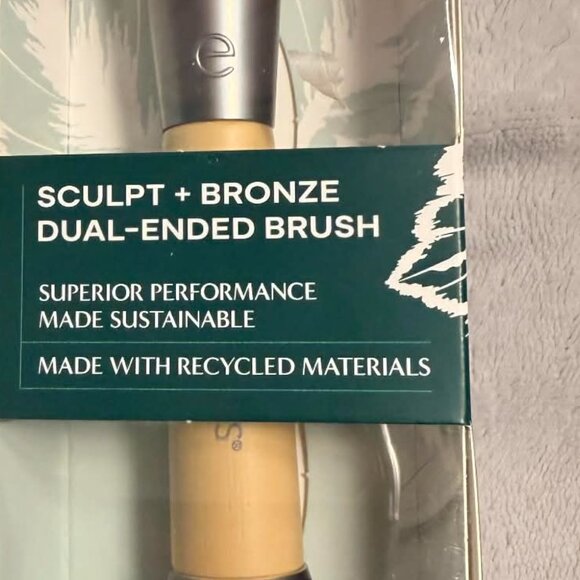 e
SCULPT + BRONZE
DUAL-ENDED BRUSH
SUPERIOR PERFORMANCE
MADE SUSTAINABLE
MADE WITH RECYCLED MATERIALS
S®